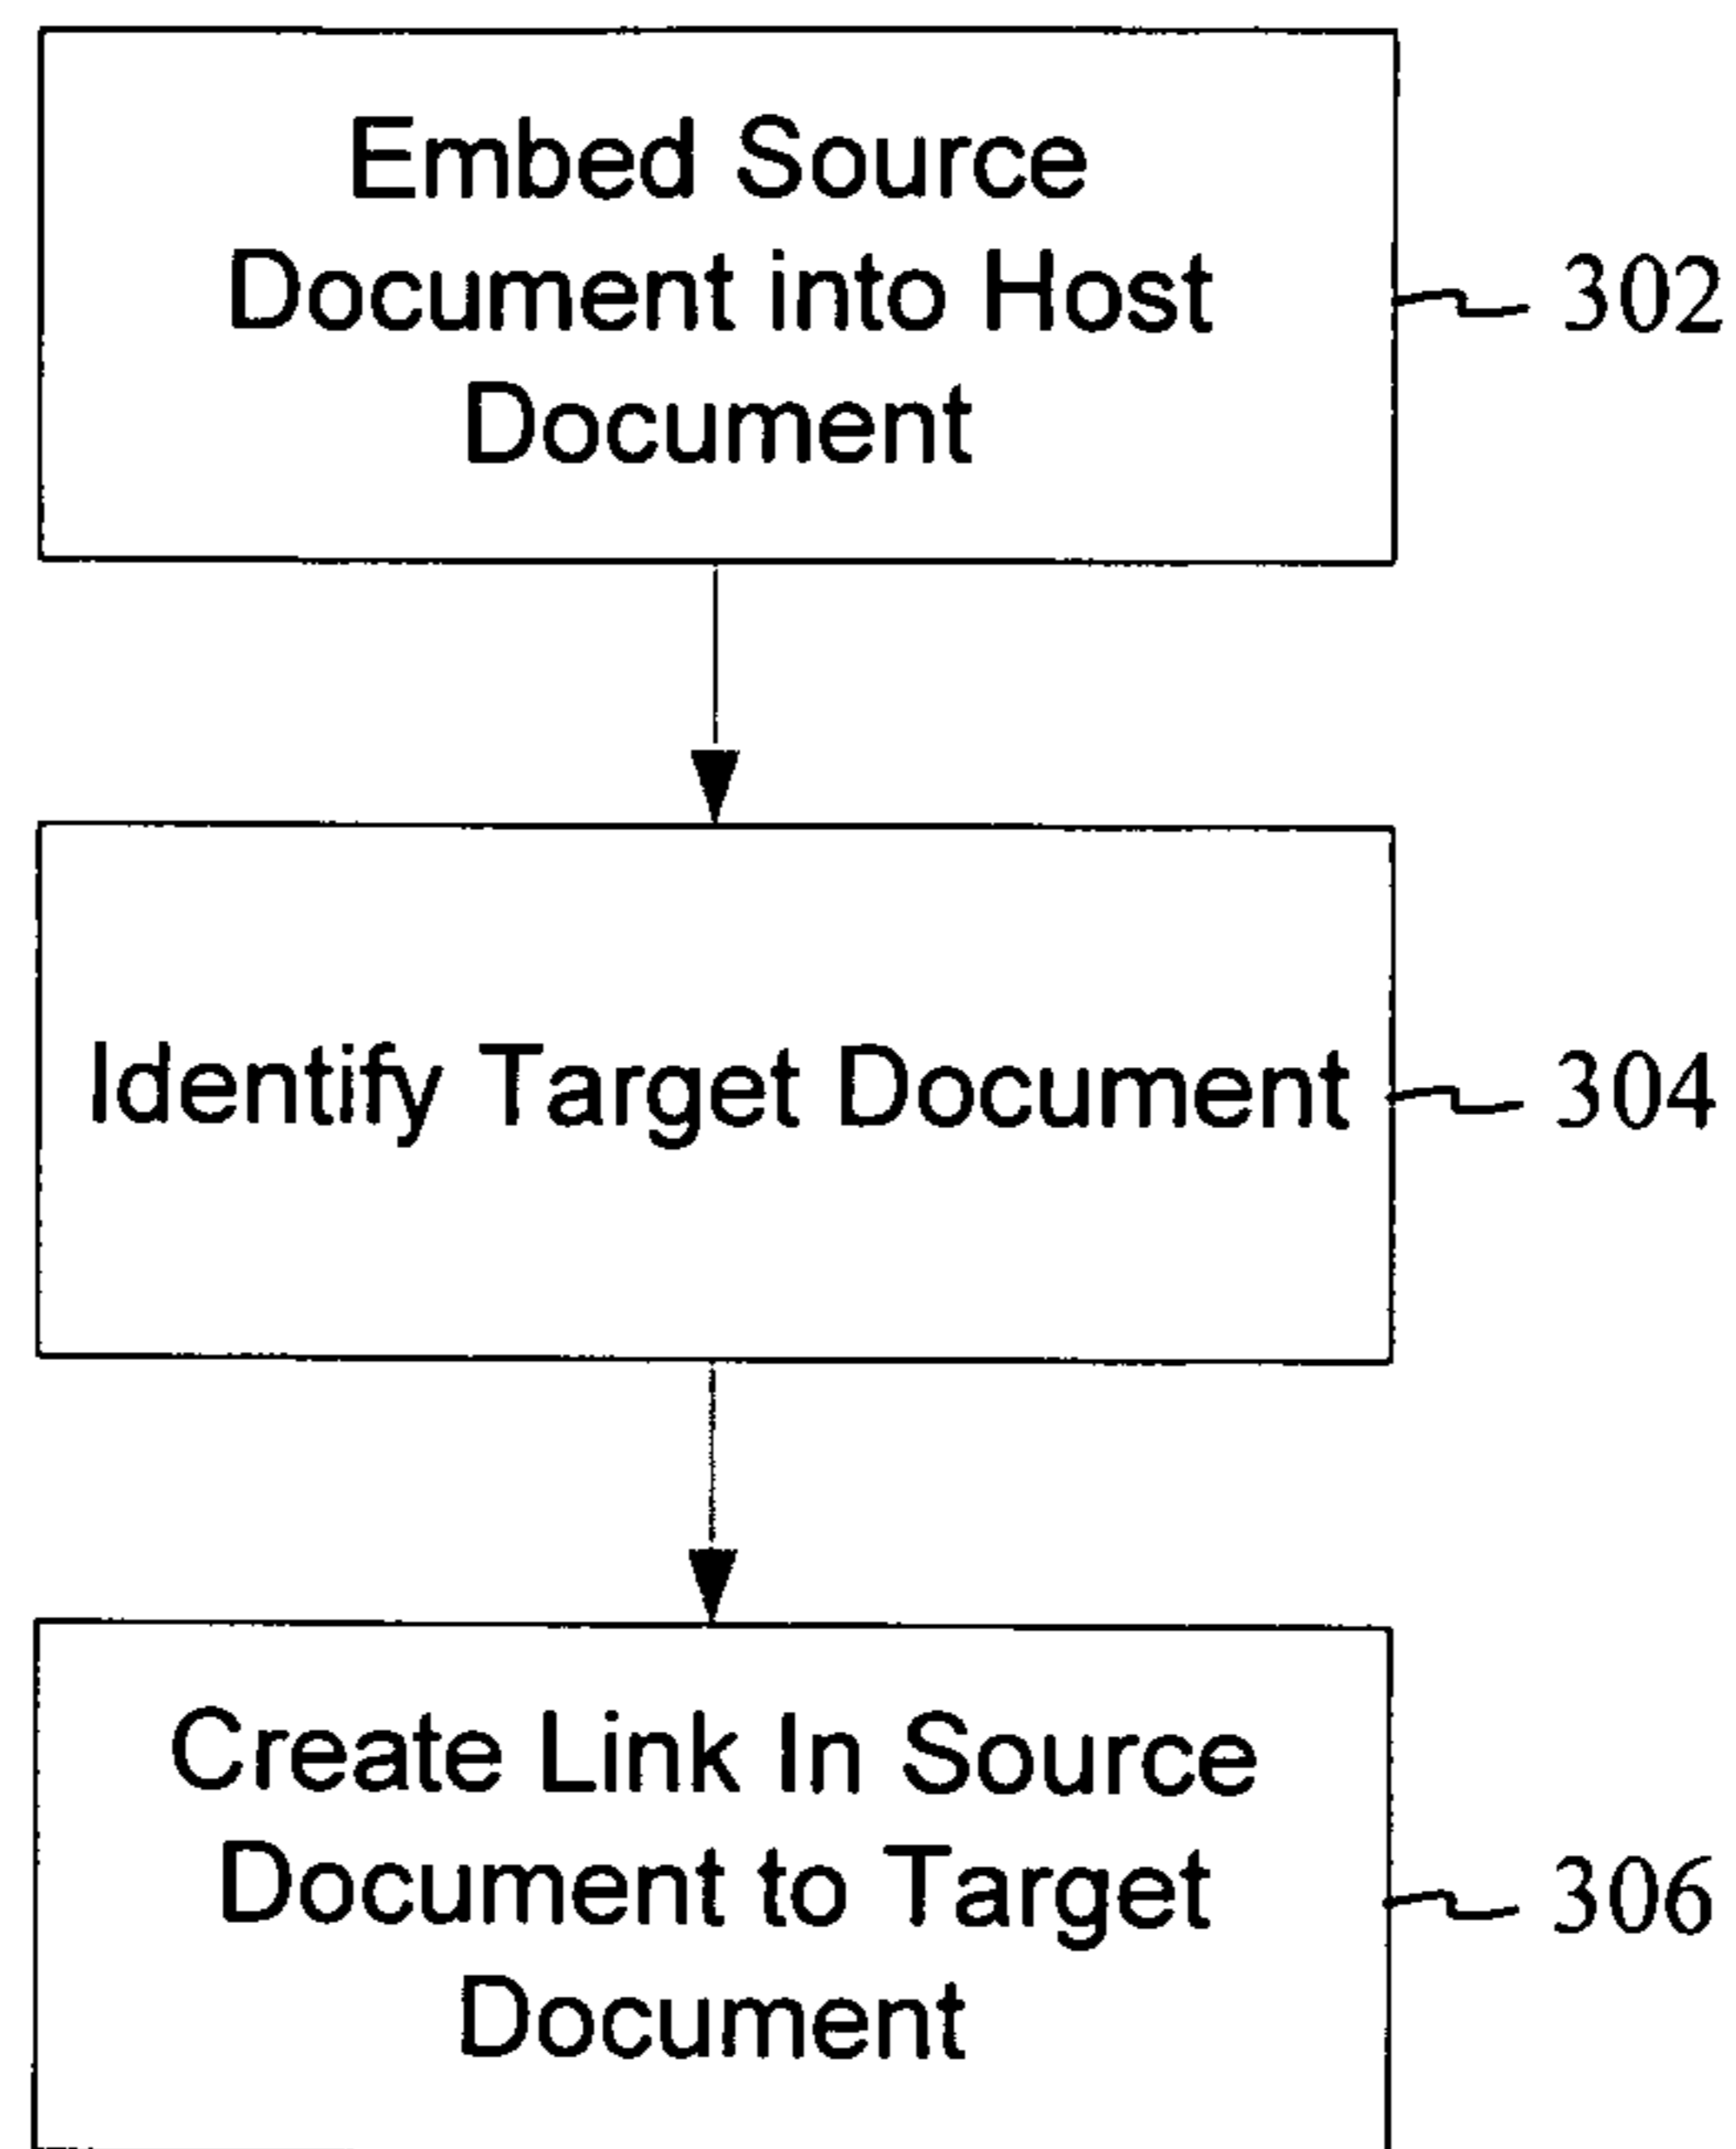 Embed Source
Document into Host
Document
302
Identify Target Document
304
Create Link In Source
Document to Target
Document
306